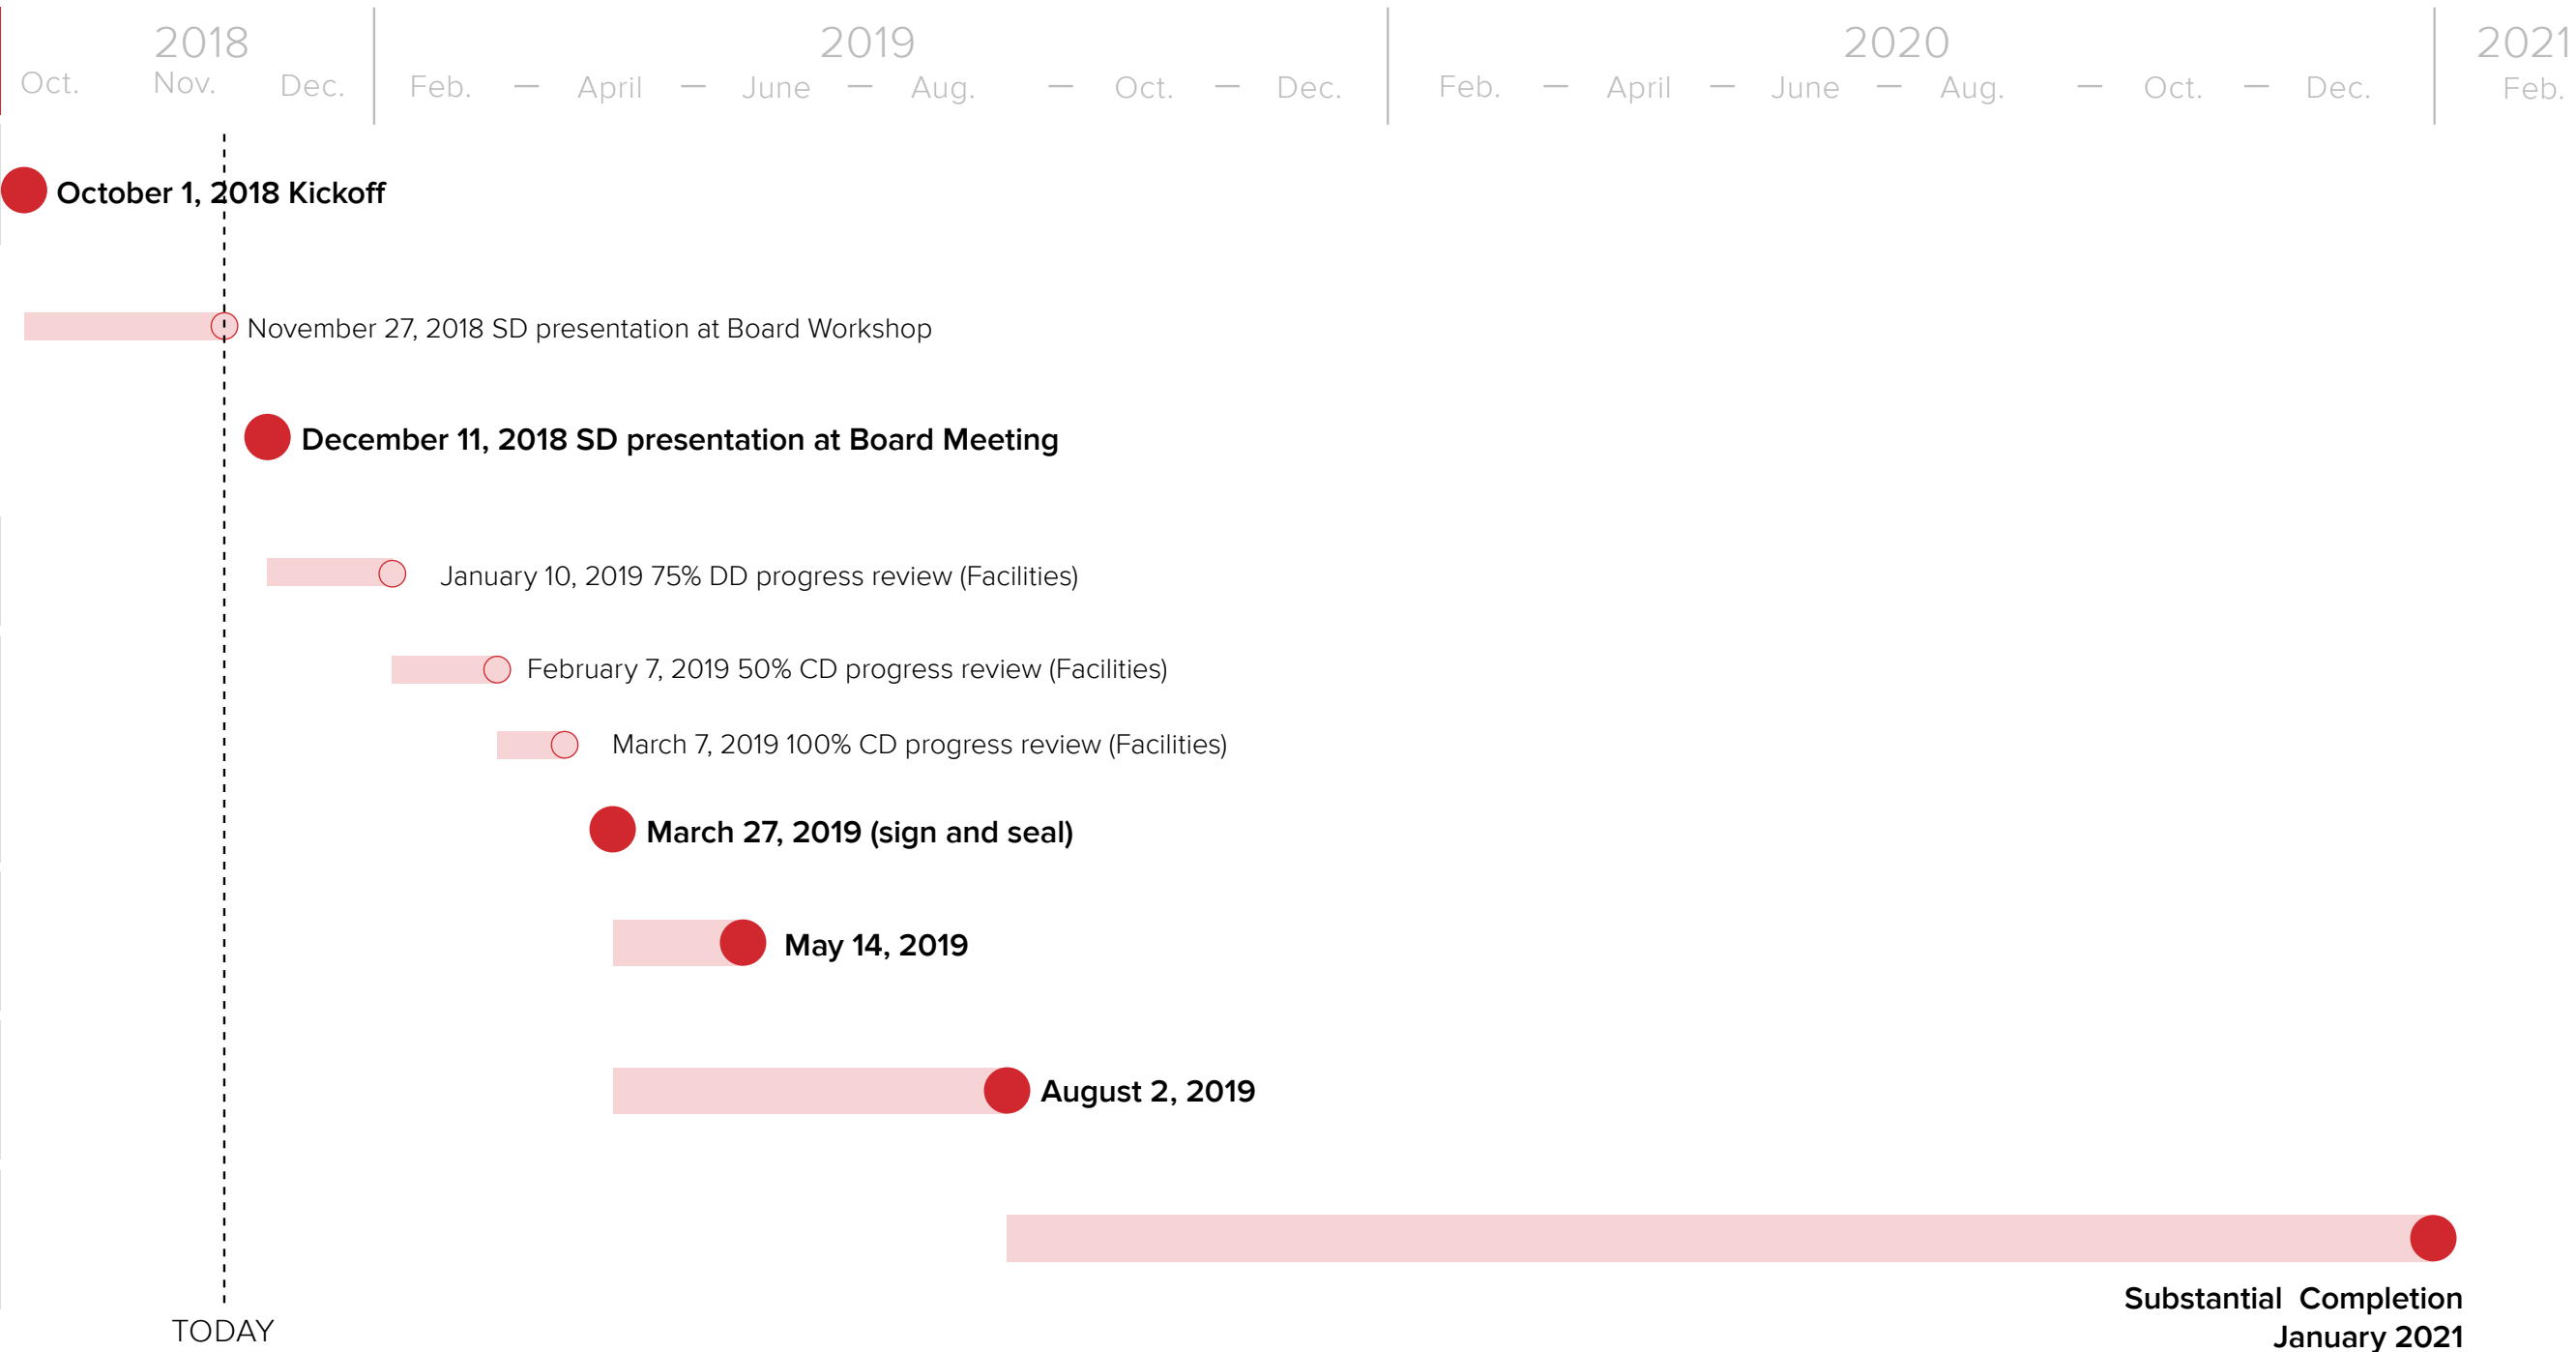 2018
2019
2020
2021
Oct. Nov. Dec. Feb. — April — June — Aug. — Oct. — Dec. Feb. — April — June — Aug. — Oct. — Dec. Feb.
October 1, 2018 Kickoff
November 27, 2018 SD presentation at Board Workshop
December 11, 2018 SD presentation at Board Meeting
January 10, 2019 75% DD progress review (Facilities)
February 7, 2019 50% CD progress review (Facilities)
March 7, 2019 100% CD progress review (Facilities)
March 27, 2019 (sign and seal)
May 14, 2019
August 2, 2019
Substantial Completion
January 2021
TODAY